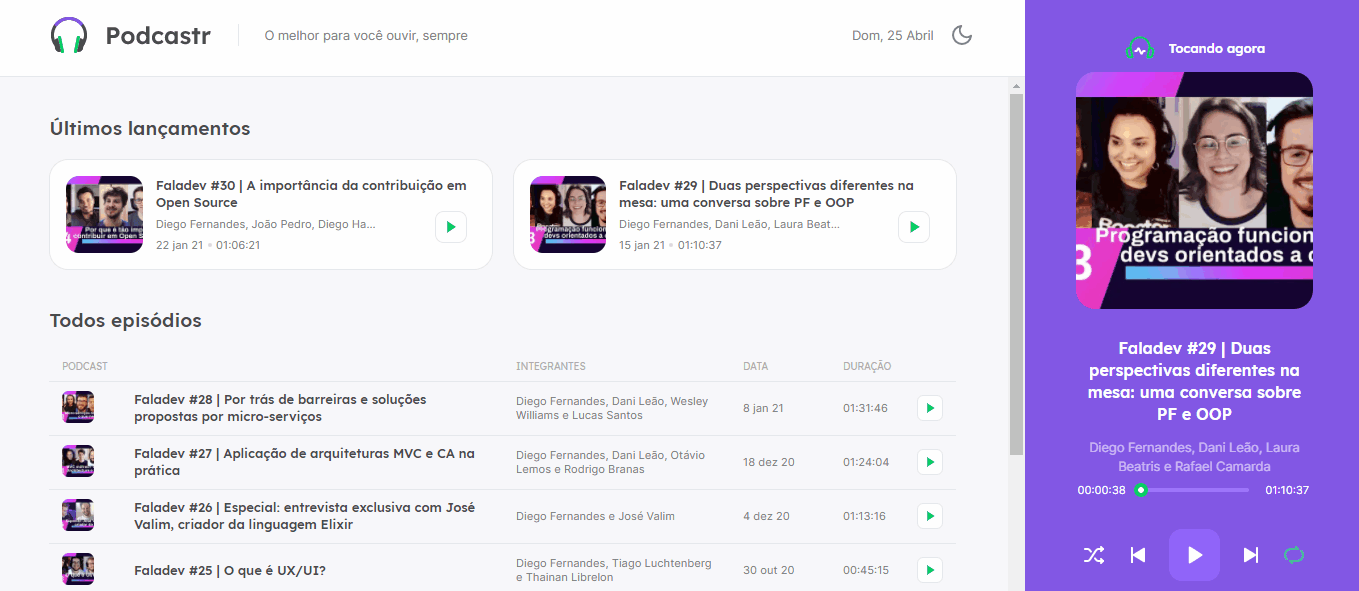 Podcastr
O melhor para você ouvir, sempre
Dom, 25 Abril
Últimos lançamentos
Faladev #30 | A importância da contribuição em
Open Source
Diego Fernandes, João Pedro, Diego Ha...
22 jan 21 • 01:06:21
Por que é tão imp
contribuir em Open S
Faladev #29 | Duas perspectivas diferentes na
mesa: uma conversa sobre PF e OOP
Diego Fernandes, Dani Leão, Laura Beat...
15 jan 21 • 01:10:37
Programação funcion
devs orientados a o
Todos episódios
PODCAST INTEGRANTES DATA DURAÇÃO
Faladev #28 | Por trás de barreiras e soluções
propostas por micro-serviços
Diego Fernandes, Dani Leão, Wesley
Williams e Lucas Santos
8 jan 21
01:31:46
Faladev #27 | Aplicação de arquiteturas MVC e CA na
prática
Diego Fernandes, Dani Leão, Otávio
Lemos e Rodrigo Branas
18 dez 20
01:24:04
Faladev #26 | Especial: entrevista exclusiva com José
Valim, criador da linguagem Elixir
Diego Fernandes e José Valim
4 dez 20
01:13:16
Faladev #25 | O que é UX/UI?
Diego Fernandes, Tiago Luchtenberg
e Thainan Librelon
30 out 20
00:45:15
Tocando agora
Programação funcion
devs orientados a
Faladev #29 | Duas
perspectivas diferentes na
mesa: uma conversa sobre
PF e OOP
Diego Fernandes, Dani Leão, Laura
Beatris e Rafael Camarda
00:00:38 01:10:37